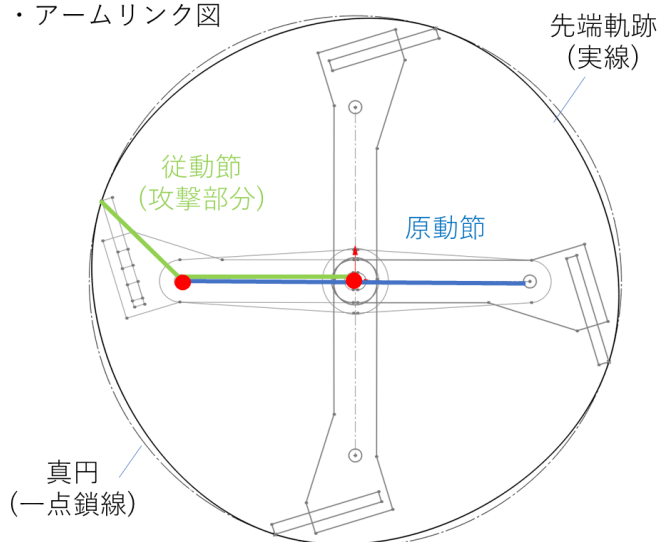 ・アームリンク図
先端軌跡
(実線)
従動節
(攻撃部分)
原動節
真円
(一点鎖線)